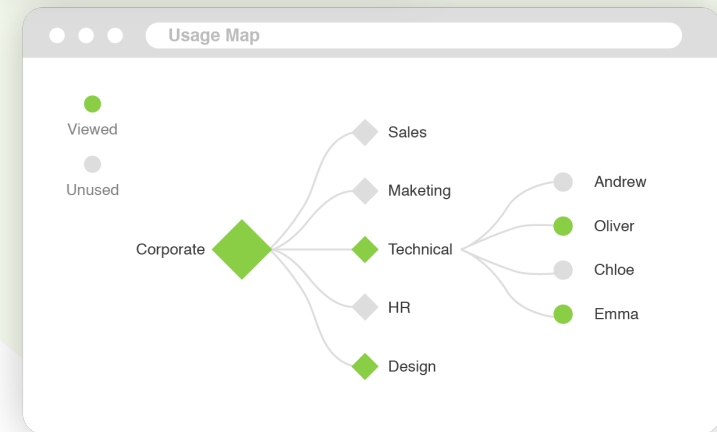 Usage Map
Viewed
Unused
Corporate
Sales
Maketing
Technical
HR
Design
Andrew
Oliver
Chloe
Emma